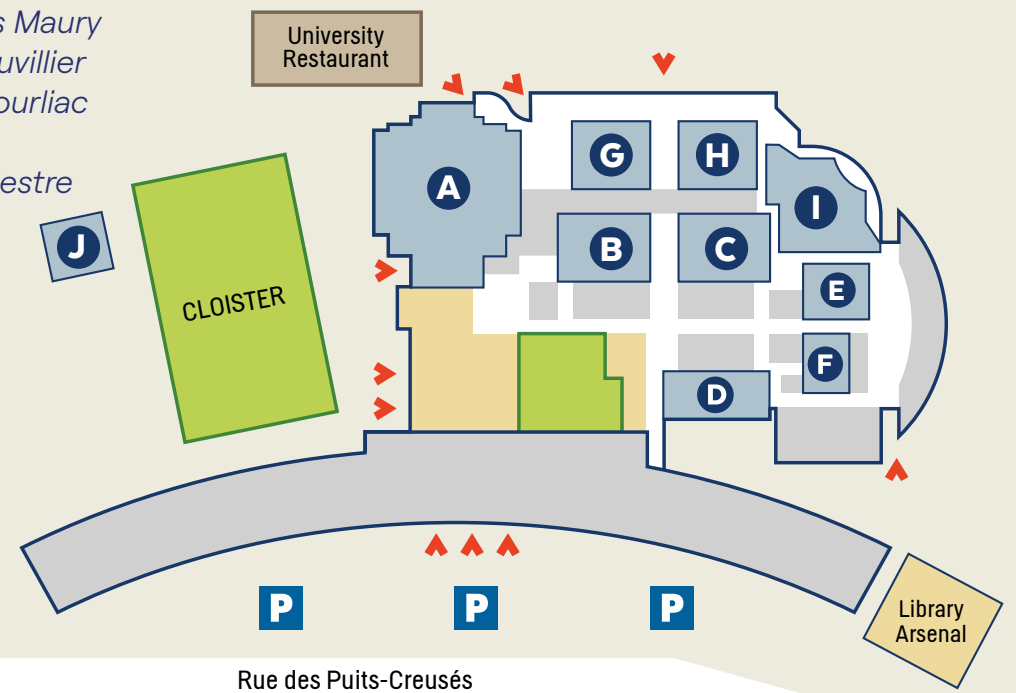 s Maury
uvillier
ourliac
estre
University
Restaurant
A
G
H
I
B
C
J
E
F
D
CLOISTER
P
P
P
Library
Arsenal
Rue des Puits-Creusés